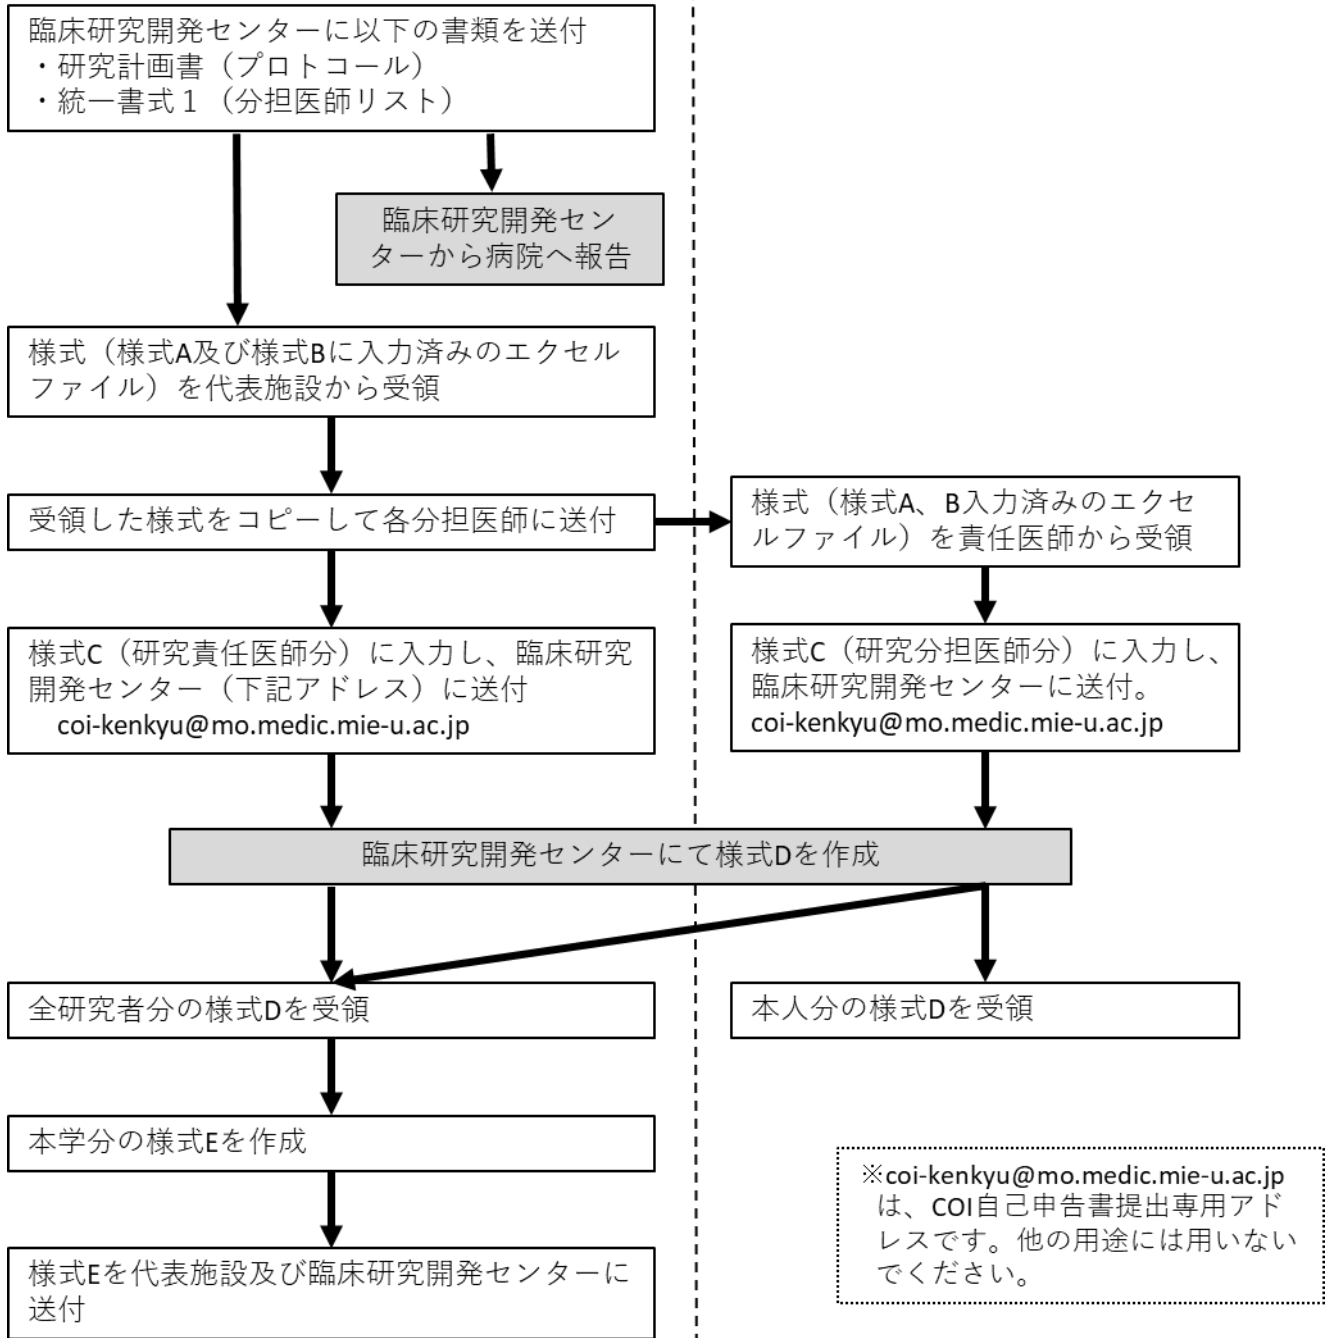 臨床研究開発センターに以下の書類を送付
・研究計画書（プロトコール）
・統一書式１（分担医師リスト）
臨床研究開発セン
ターから病院へ報告
様式（様式A及び様式Bに入力済みのエクセル
ファイル）を代表施設から受領
受領した様式をコピーして各分担医師に送付
様式（様式A、B入力済みのエクセ
ルファイル）を責任医師から受領
様式C（研究責任医師分）に入力し、臨床研究
開発センター（下記アドレス）に送付
coi-kenkyu@mo.medic.mie-u.ac.jp
様式C（研究分担医師分）に入力し、
臨床研究開発センターに送付。
coi-kenkyu@mo.medic.mie-u.ac.jp
臨床研究開発センターにて様式Dを作成
全研究者分の様式Dを受領
本人分の様式Dを受領
本学分の様式Eを作成
様式Eを代表施設及び臨床研究開発センターに
送付
※coi-kenkyu@mo.medic.mie-u.ac.jp
は、COI自己申告書提出専用アド
レスです。他の用途には用いない
でください。